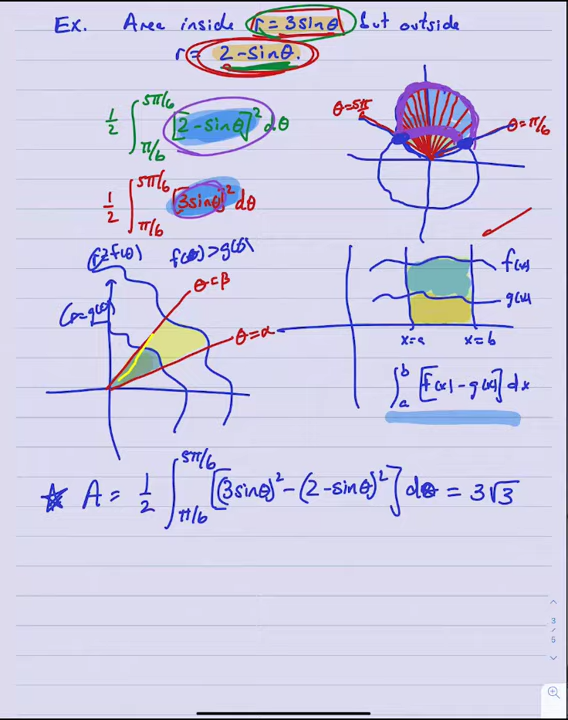 Ex. Area inside r = 3sinθ but outside
r = 2 - sinθ.
1/2 ∫_{π/6}^{5π/6} [2 - sinθ]² dθ
θ = 5π/6
θ = π/6
1/2 ∫_{π/6}^{5π/6} [3sinθ]² dθ
r = f(θ) f(θ) > g(θ)
θ = β
r = g(θ)
θ = α
f(x)
g(x)
x = a x = b
∫_a^b [f(x) - g(x)] dx
A = 1/2 ∫_{π/6}^{5π/6} [(3sinθ)² - (2 - sinθ)²] dθ = 3√3
3
/
5